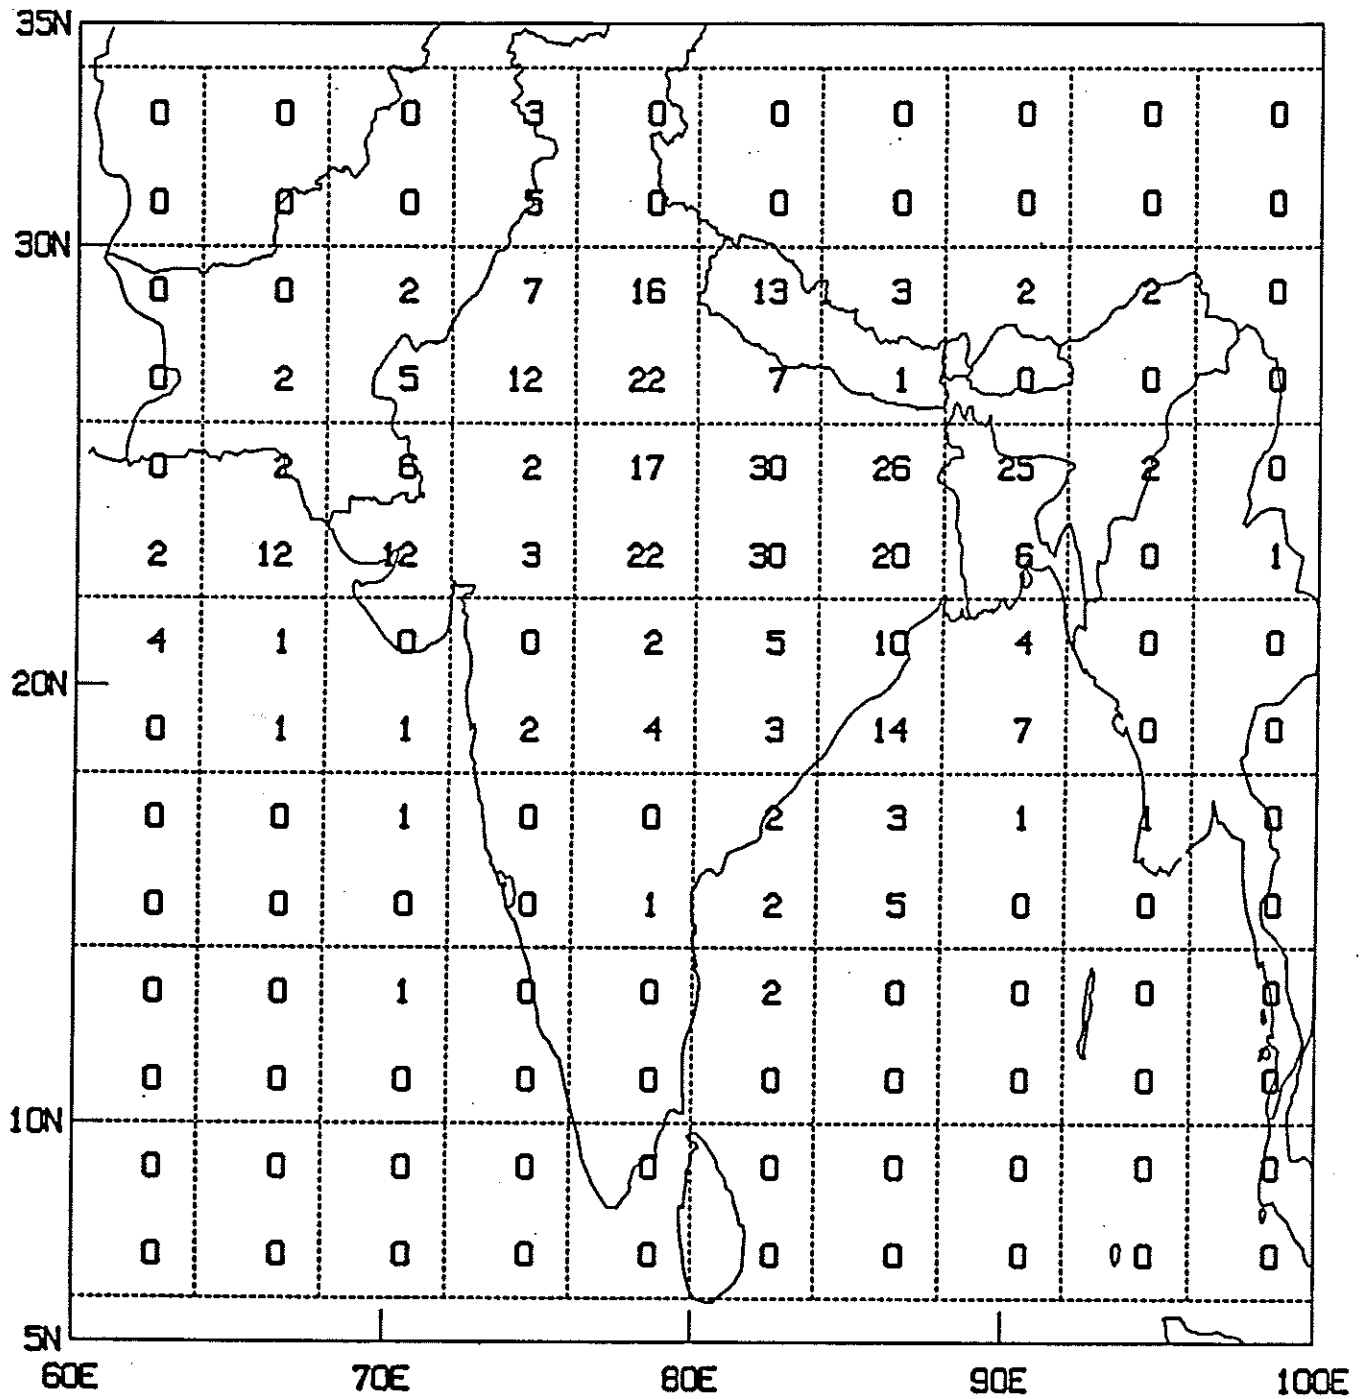 35N
0 0 0 3 0 0 0 0 0 0
0 0 0 5 0 0 0 0 0 0
30N
0 0 2 7 16 13 3 2 2 0
0 2 5 12 22 7 1 0 0 0
0 2 6 2 17 30 26 25 2 0
2 12 12 3 22 30 20 6 0 1
4 1 0 0 2 5 10 4 0 0
20N
0 1 1 2 4 3 14 7 0 0
0 0 1 0 0 2 3 1 1 0
0 0 0 0 1 2 5 0 0 0
0 0 1 0 0 2 0 0 0 0
0 0 0 0 0 0 0 0 0 0
10N
0 0 0 0 0 0 0 0 0 0
0 0 0 0 0 0 0 0 0 0
5N
60E 70E 80E 90E 100E